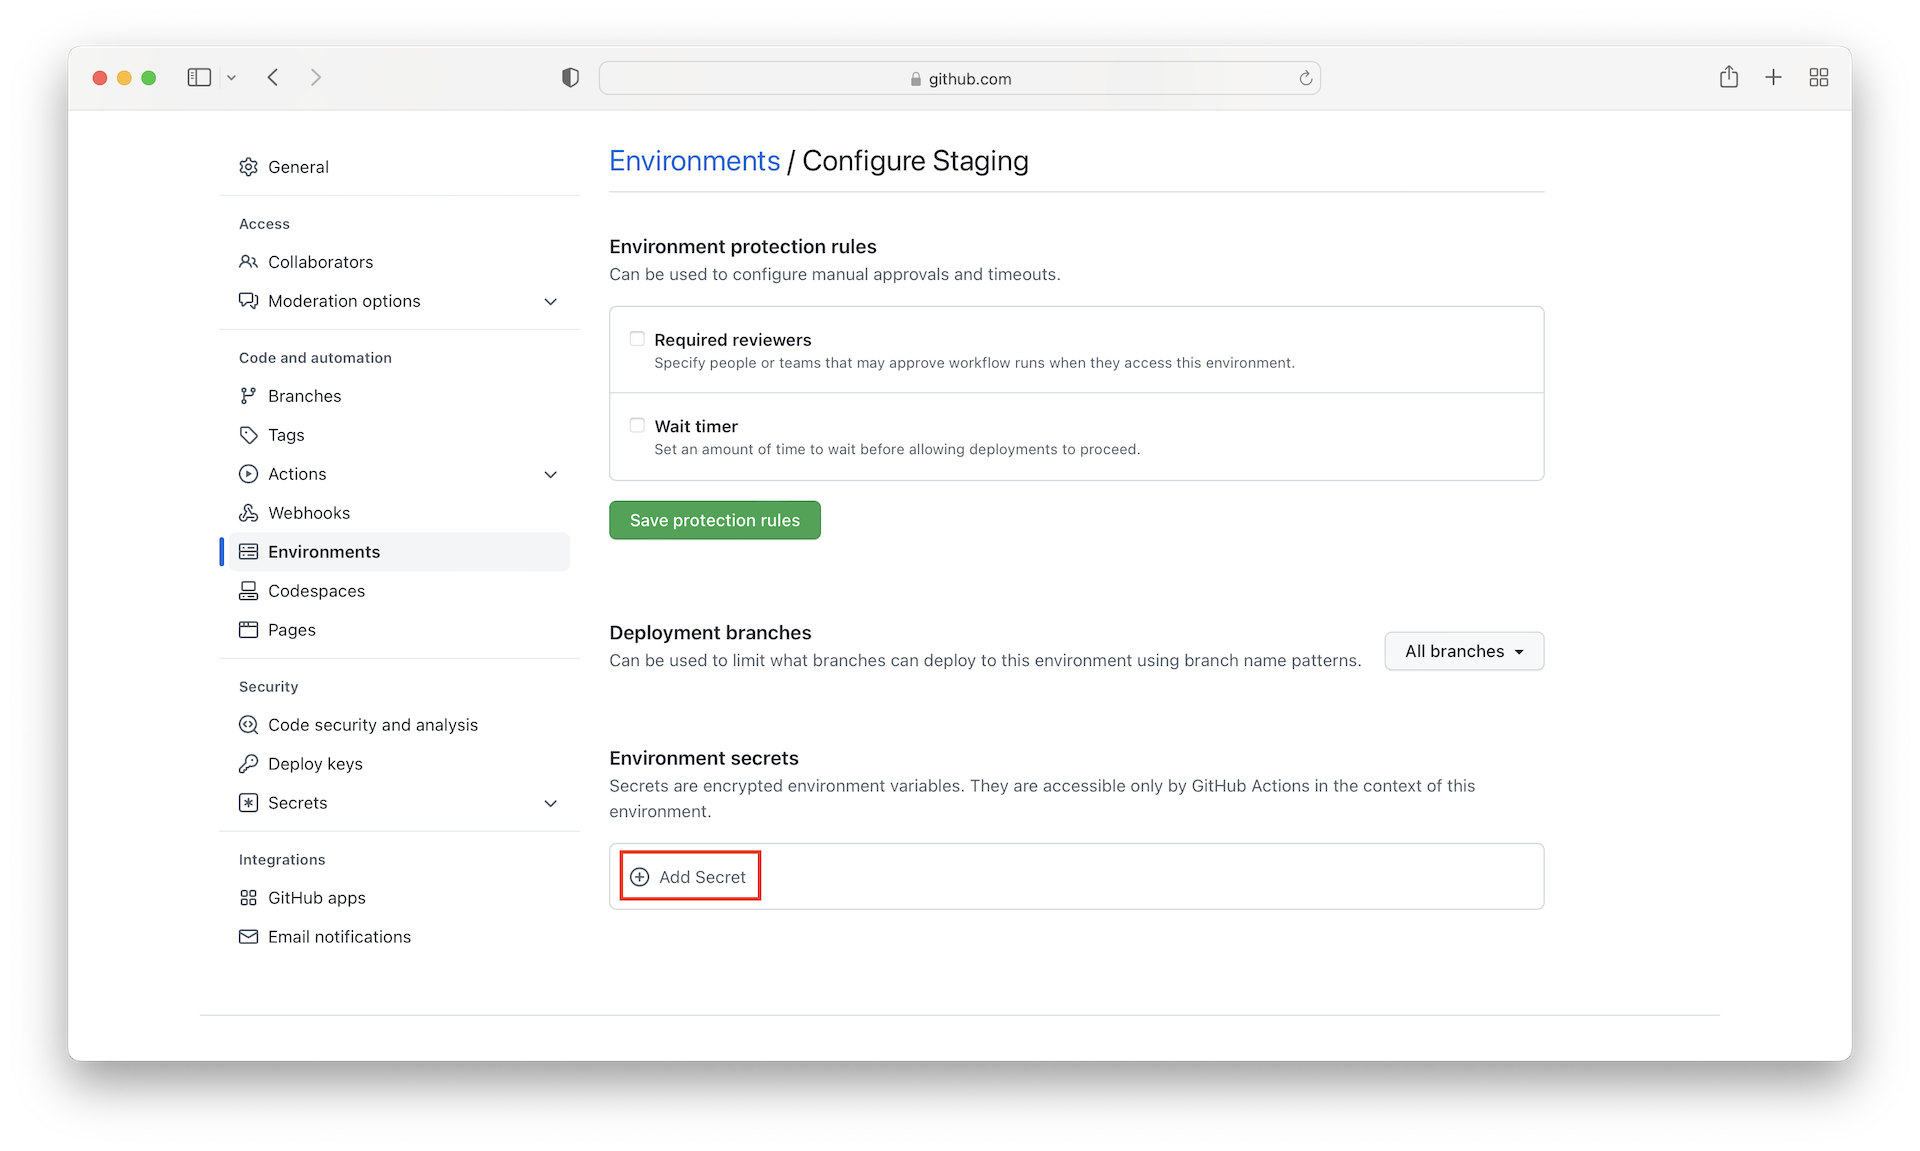 github.com
General
Access
Collaborators
Moderation options
Code and automation
Branches
Tags
Actions
Webhooks
Environments
Codespaces
Pages
Security
Code security and analysis
Deploy keys
Secrets
Integrations
GitHub apps
Email notifications
Environments / Configure Staging
Environment protection rules
Can be used to configure manual approvals and timeouts.
Required reviewers
Specify people or teams that may approve workflow runs when they access this environment.
Wait timer
Set an amount of time to wait before allowing deployments to proceed.
Save protection rules
Deployment branches
Can be used to limit what branches can deploy to this environment using branch name patterns.
All branches
Environment secrets
Secrets are encrypted environment variables. They are accessible only by GitHub Actions in the context of this
environment.
Add Secret